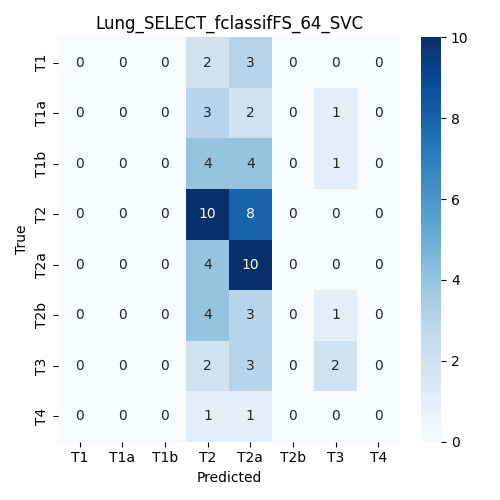 Lung_SELECT_fclassifFS_64_SVC
T1 0 0 0 2 3 0 0 0
T1a 0 0 0 3 2 0 1 0
T1b 0 0 0 4 4 0 1 0
T2 0 0 0 10 8 0 0 0
T2a 0 0 0 4 10 0 0 0
T2b 0 0 0 4 3 0 1 0
T3 0 0 0 2 3 0 2 0
T4 0 0 0 1 1 0 0 0
T1 T1a T1b T2 T2a T2b T3 T4
Predicted
True
10
8
6
4
2
0